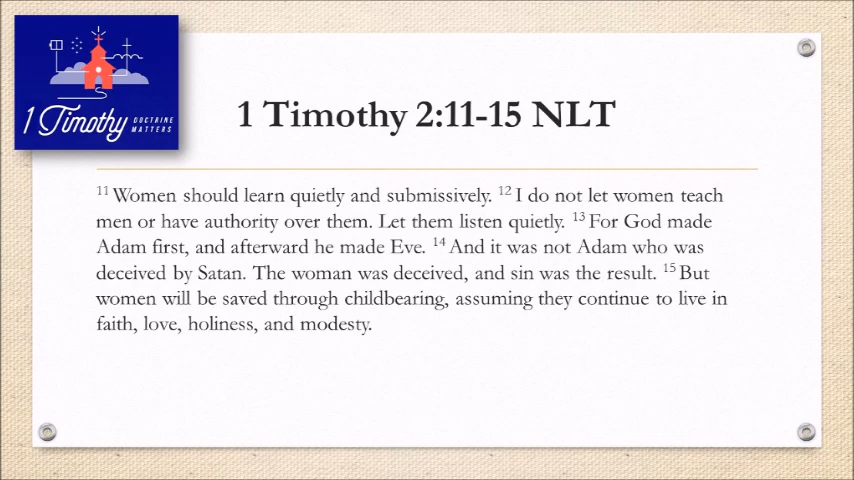 1 Timothy DOCTRINE
MATTERS
1 Timothy 2:11-15 NLT
11 Women should learn quietly and submissively. 12 I do not let women teach
men or have authority over them. Let them listen quietly. 13 For God made
Adam first, and afterward he made Eve. 14 And it was not Adam who was
deceived by Satan. The woman was deceived, and sin was the result. 15 But
women will be saved through childbearing, assuming they continue to live in
faith, love, holiness, and modesty.